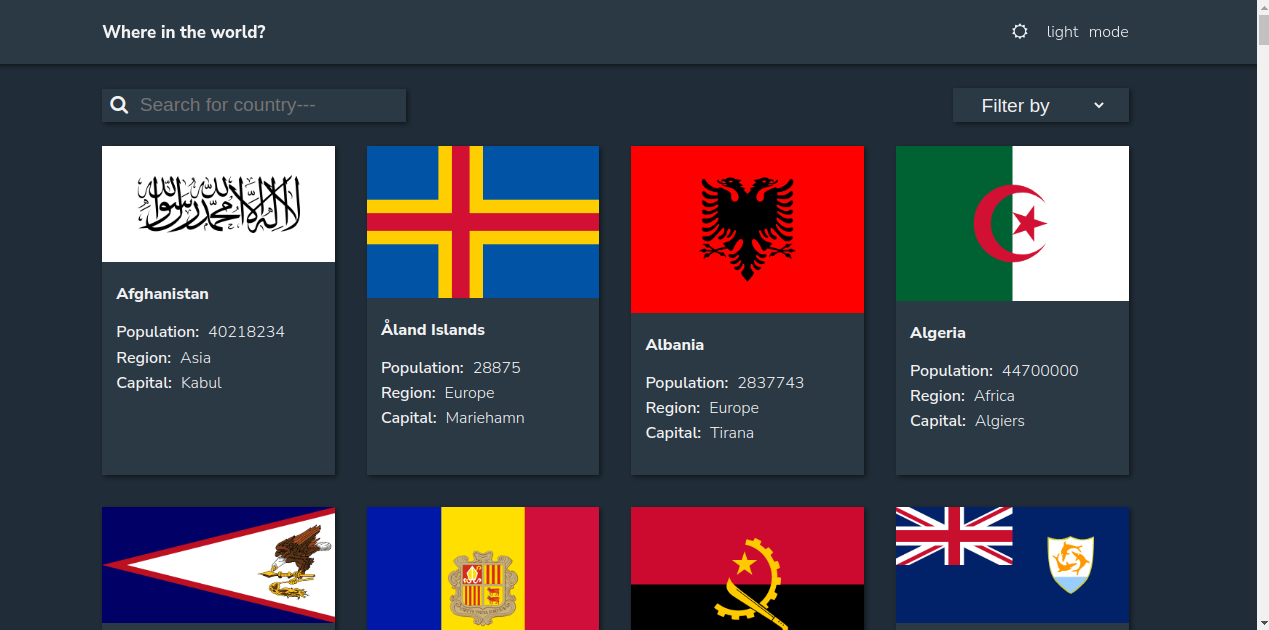 Where in the world?
light mode
Search for country---
Filter by
لا إله إلا الله محمد رسول الله
Afghanistan
Population: 40218234
Region: Asia
Capital: Kabul
Åland Islands
Population: 28875
Region: Europe
Capital: Mariehamn
Albania
Population: 2837743
Region: Europe
Capital: Tirana
Algeria
Population: 44700000
Region: Africa
Capital: Algiers